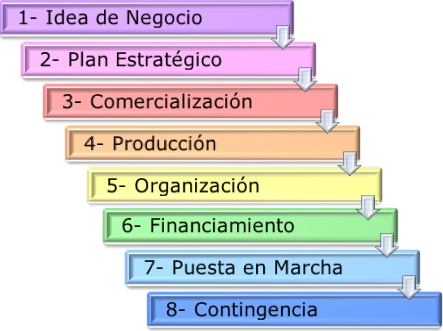 1- Idea de Negocio
2- Plan Estratégico
3- Comercialización
4- Producción
5- Organización
6- Financiamiento
7- Puesta en Marcha
8- Contingencia